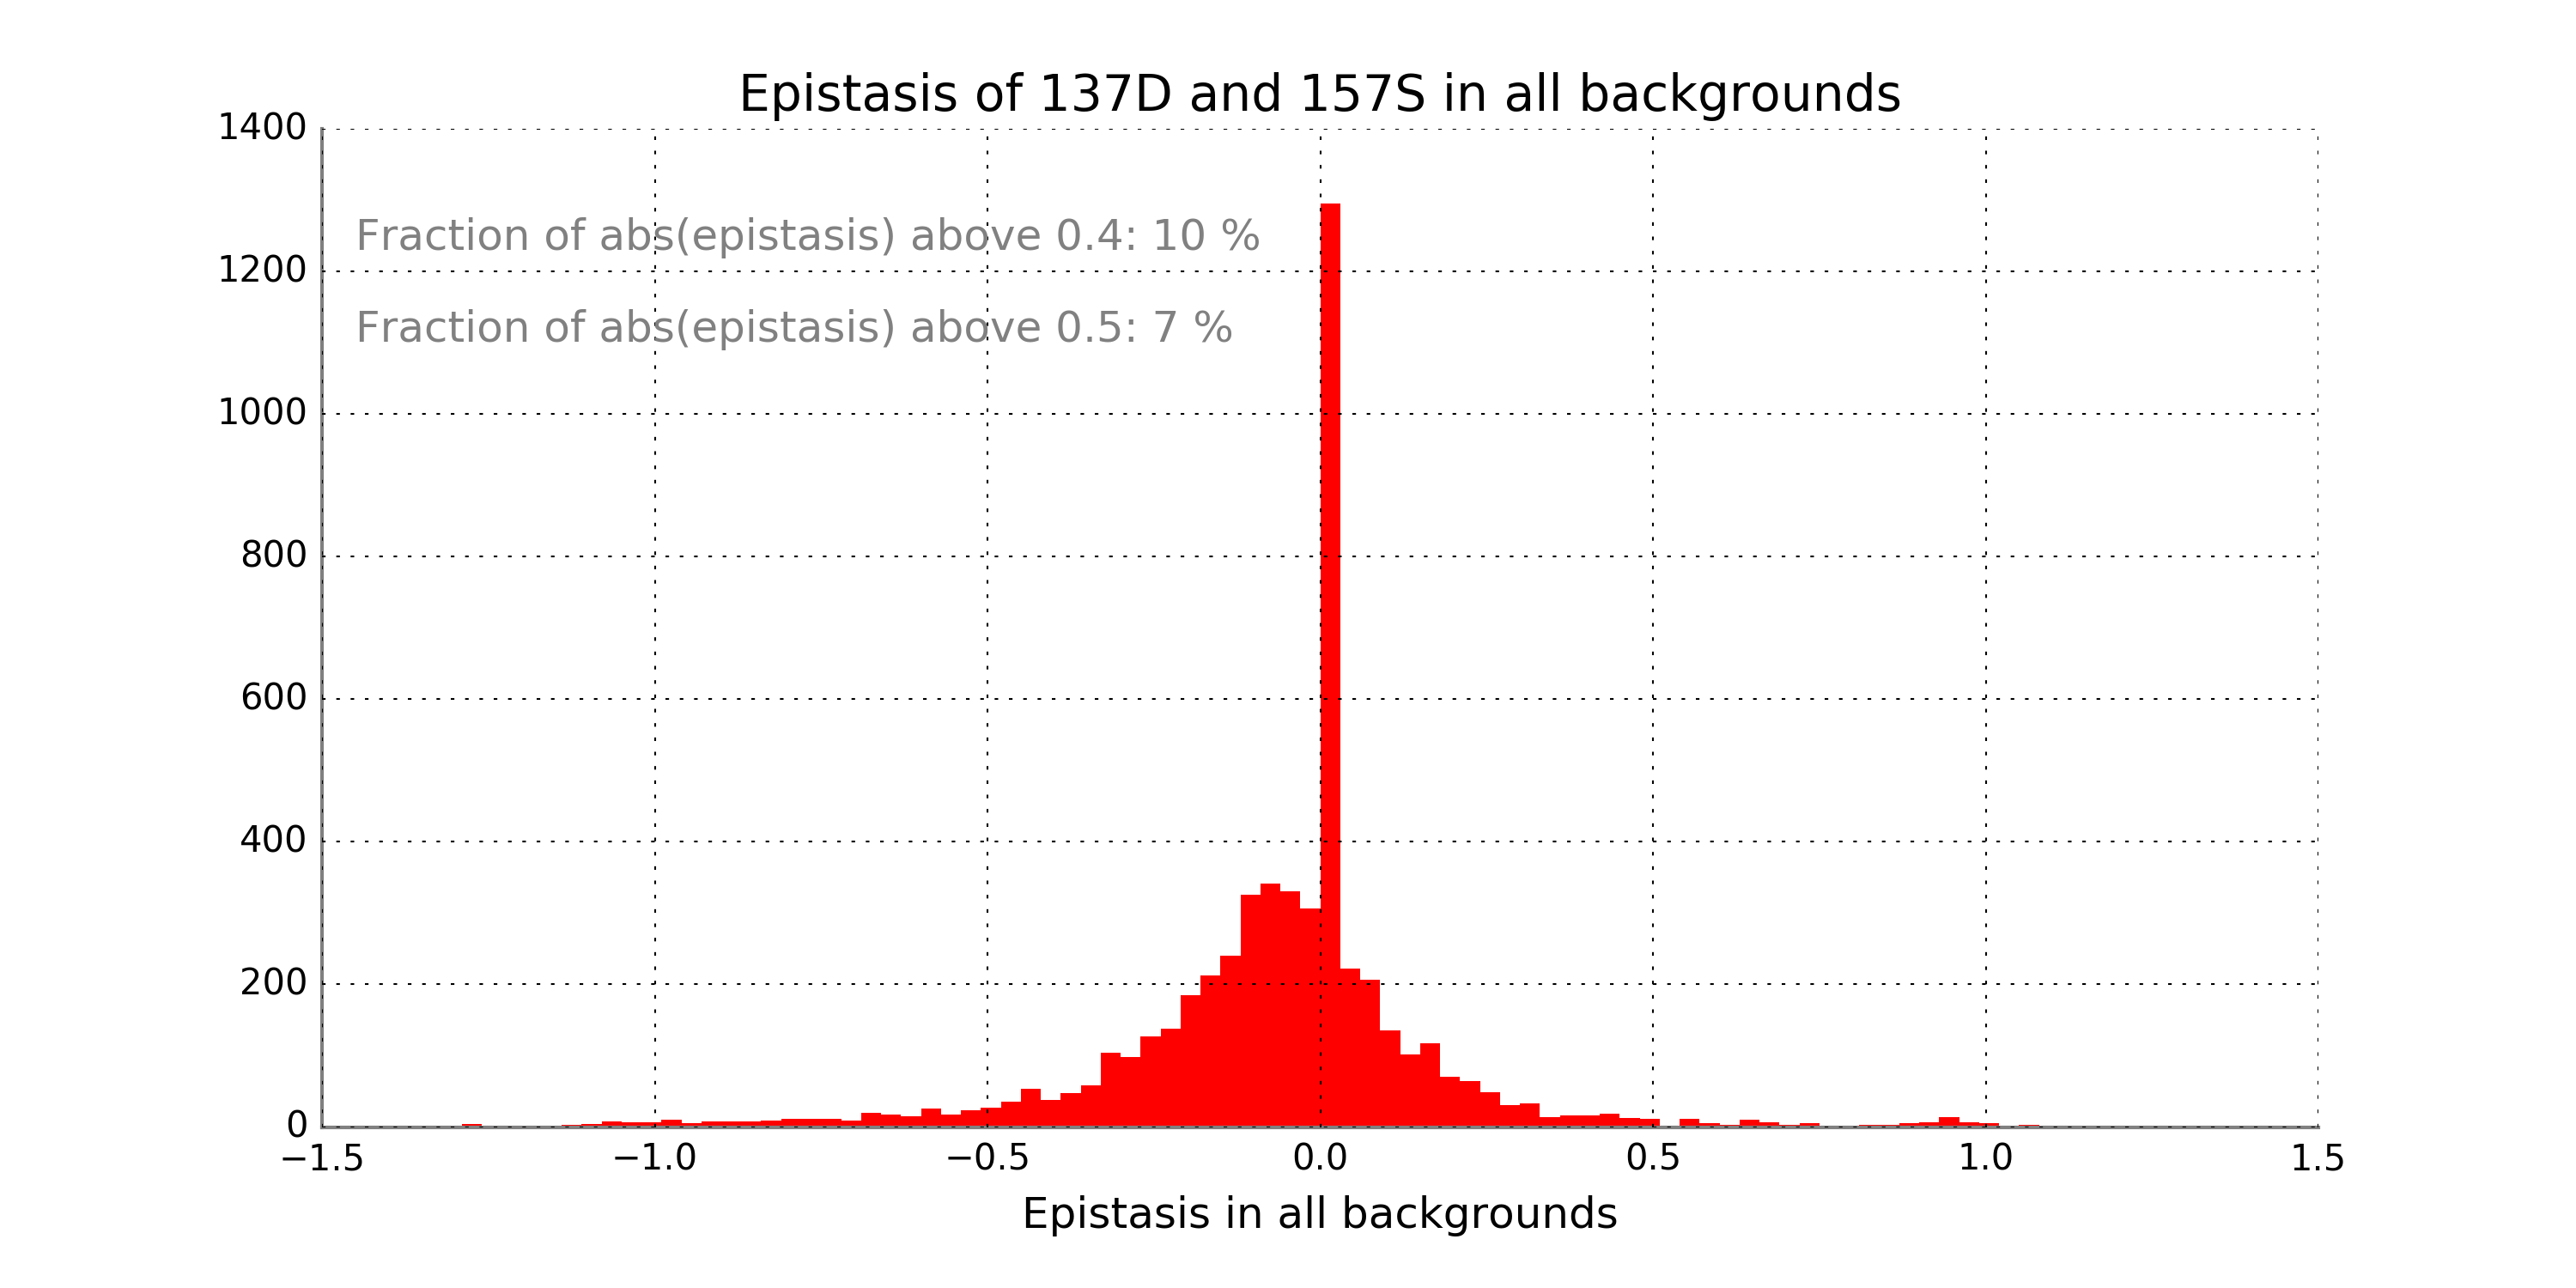 Epistasis of 137D and 157S in all backgrounds
1400
Fraction of abs(epistasis) above 0.4: 10 %
1200
Fraction of abs(epistasis) above 0.5: 7 %
1000
800
600
400
200
0
−1.5 −1.0 −0.5 0.0 0.5 1.0 1.5
Epistasis in all backgrounds